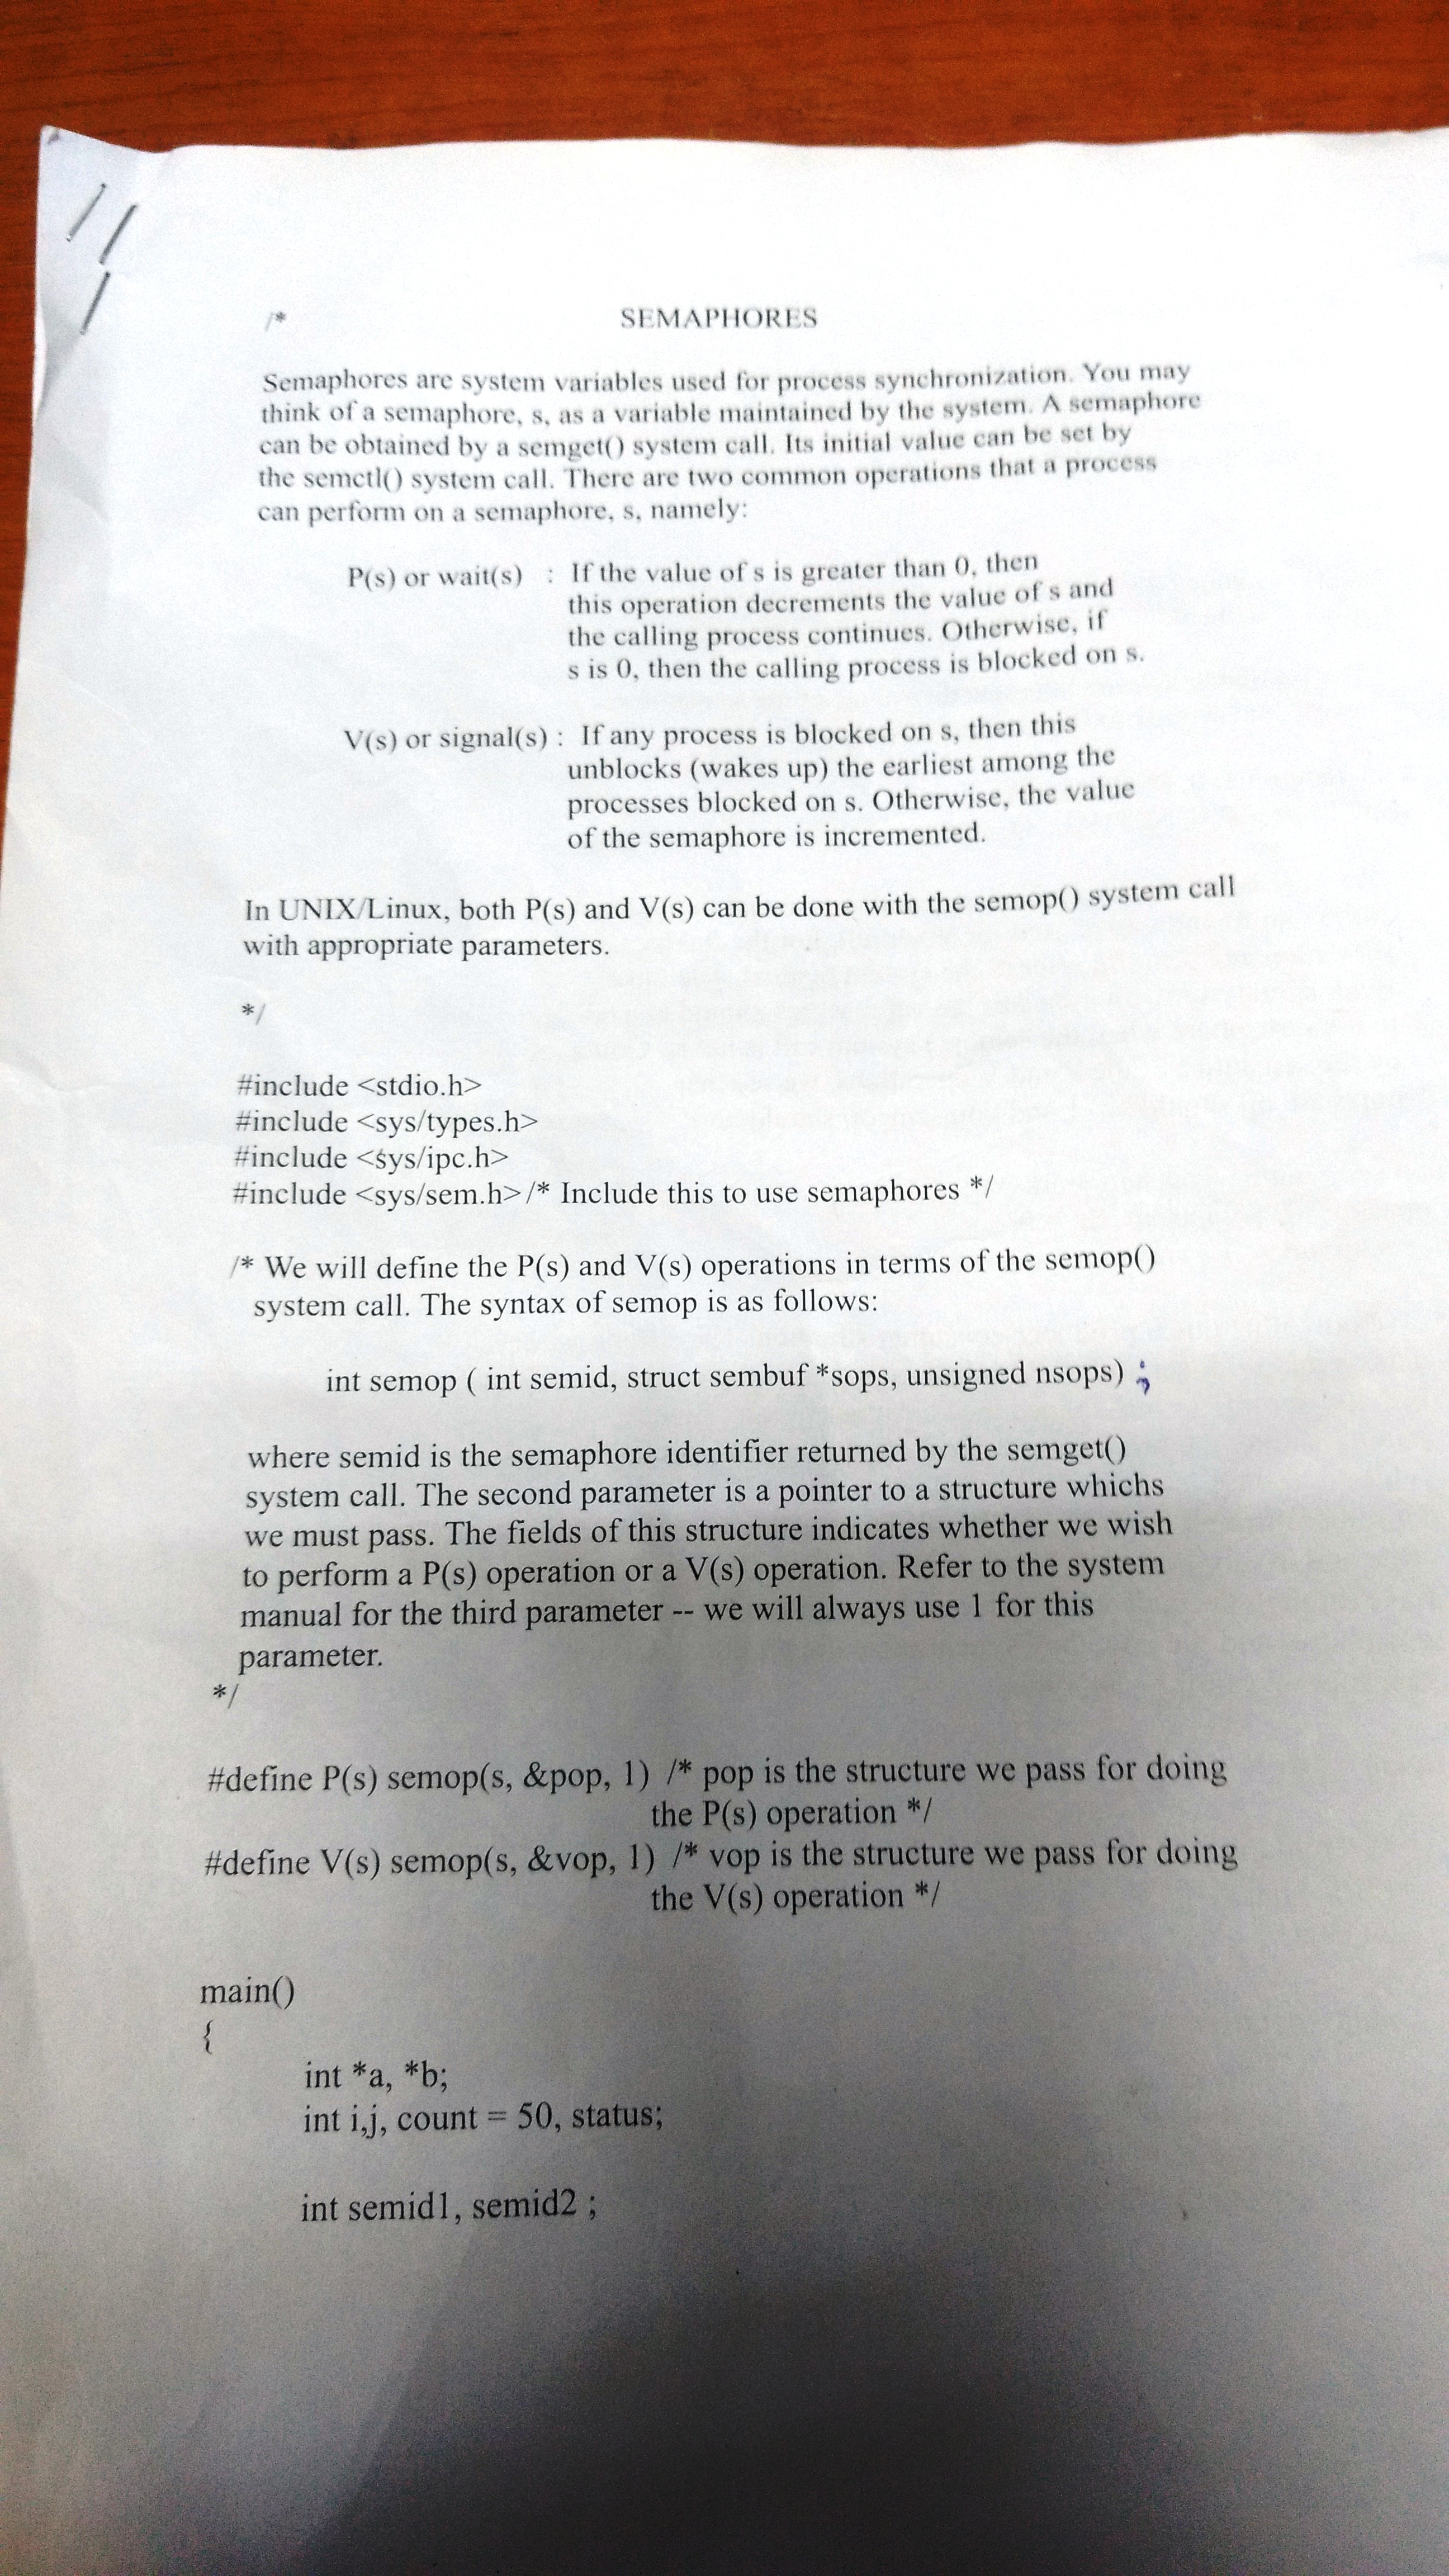 /* SEMAPHORES
Semaphores are system variables used for process synchronization. You may
think of a semaphore, s, as a variable maintained by the system. A semaphore
can be obtained by a semget() system call. Its initial value can be set by
the semctl() system call. There are two common operations that a process
can perform on a semaphore, s, namely:
P(s) or wait(s) : If the value of s is greater than 0, then
this operation decrements the value of s and
the calling process continues. Otherwise, if
s is 0, then the calling process is blocked on s.
V(s) or signal(s) : If any process is blocked on s, then this
unblocks (wakes up) the earliest among the
processes blocked on s. Otherwise, the value
of the semaphore is incremented.
In UNIX/Linux, both P(s) and V(s) can be done with the semop() system call
with appropriate parameters.
*/
#include <stdio.h>
#include <sys/types.h>
#include <sys/ipc.h>
#include <sys/sem.h> /* Include this to use semaphores */
/* We will define the P(s) and V(s) operations in terms of the semop()
system call. The syntax of semop is as follows:
int semop ( int semid, struct sembuf *sops, unsigned nsops) ;
where semid is the semaphore identifier returned by the semget()
system call. The second parameter is a pointer to a structure whichs
we must pass. The fields of this structure indicates whether we wish
to perform a P(s) operation or a V(s) operation. Refer to the system
manual for the third parameter -- we will always use 1 for this
parameter.
*/
#define P(s) semop(s, &pop, 1) /* pop is the structure we pass for doing
the P(s) operation */
#define V(s) semop(s, &vop, 1) /* vop is the structure we pass for doing
the V(s) operation */
main()
{
int *a, *b;
int i,j, count = 50, status;
int semid1, semid2 ;